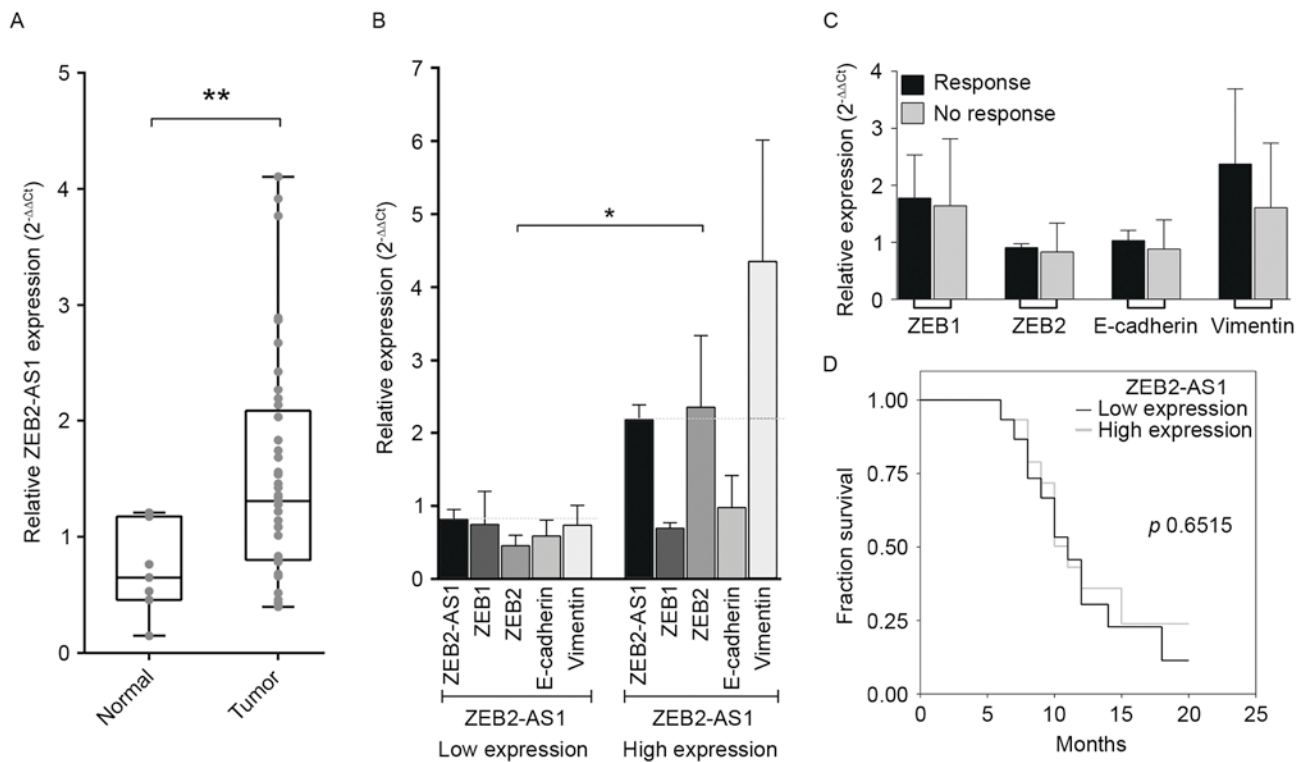 A
Relative ZEB2-AS1 expression (2-ΔΔCt)
5
4
3
2
1
0
**
Normal
Tumor
B
Relative expression (2-ΔΔCt)
7
6
5
4
3
2
1
0
*
ZEB2-AS1
ZEB1
ZEB2
E-cadherin
Vimentin
ZEB2-AS1
ZEB1
ZEB2
E-cadherin
Vimentin
ZEB2-AS1
Low expression
ZEB2-AS1
High expression
C
Relative expression (2-ΔΔCt)
4
3
2
1
0
Response
No response
ZEB1
ZEB2
E-cadherin
Vimentin
D
Fraction survival
1.00
0.75
0.50
0.25
0.00
ZEB2-AS1
Low expression
High expression
p 0.6515
0
5
10
15
20
25
Months